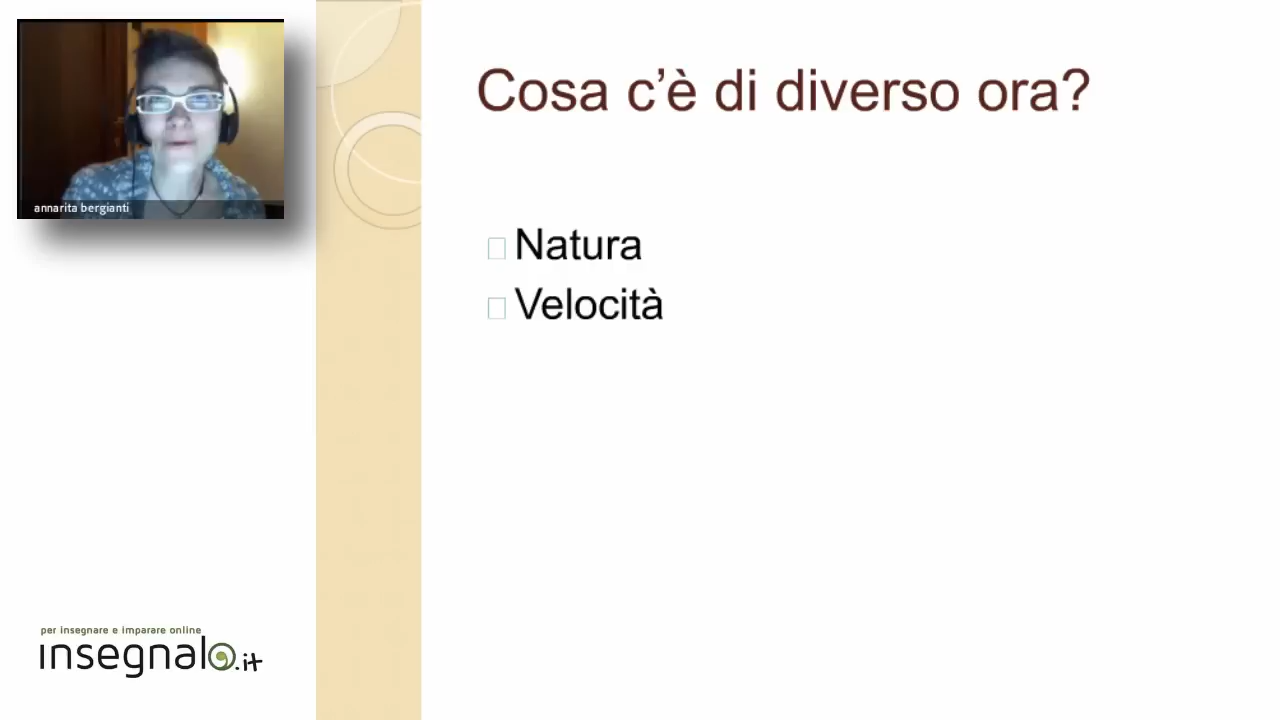 annarita bergianti
Cosa c’è di diverso ora?
Natura
Velocità
per insegnare e imparare online
insegnalo.it